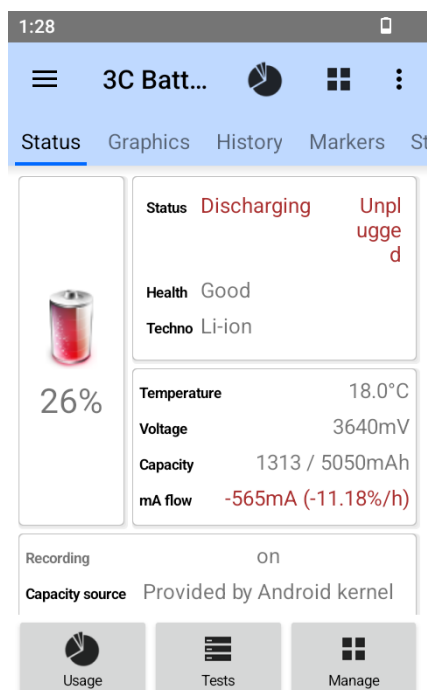 1:28
3C Batt...
Status Graphics History Markers St
Status Discharging Unpl
ugge
d
Health Good
Techno Li-ion
26%
Temperature 18.0°C
Voltage 3640mV
Capacity 1313 / 5050mAh
mA flow -565mA (-11.18%/h)
Recording on
Capacity source Provided by Android kernel
Usage Tests Manage